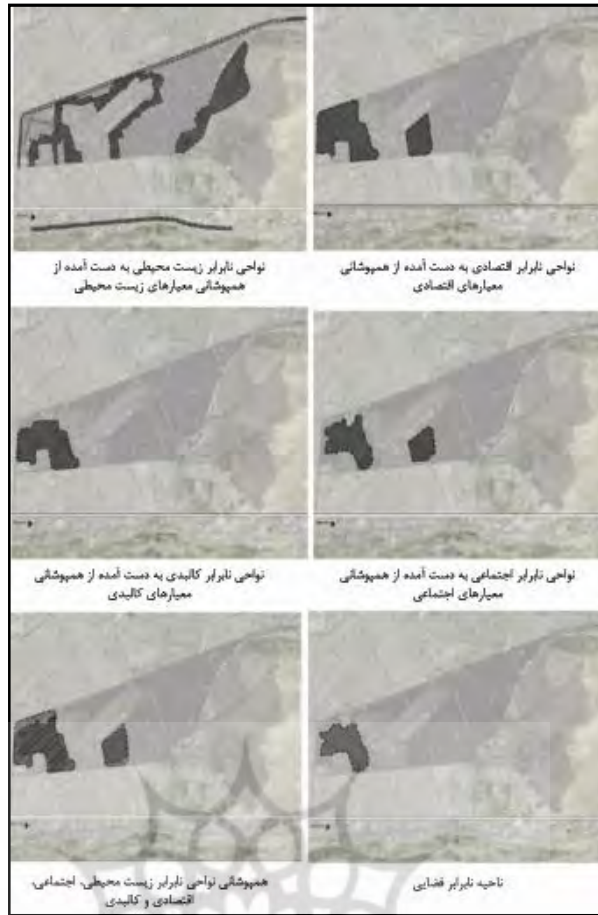 نواحی نابرابر اقتصادی به دست آمده از همپوشانی
معیارهای اقتصادی
نواحی نابرابر زیست محیطی به دست آمده از
همپوشانی معیارهای زیست محیطی
نواحی نابرابر اجتماعی به دست آمده از همپوشانی
معیارهای اجتماعی
نواحی نابرابر کالبدی به دست آمده از همپوشانی
معیارهای کالبدی
ناحیه نابرابر فضایی
همپوشانی نواحی نابرابر زیست محیطی، اجتماعی،
اقتصادی و کالبدی